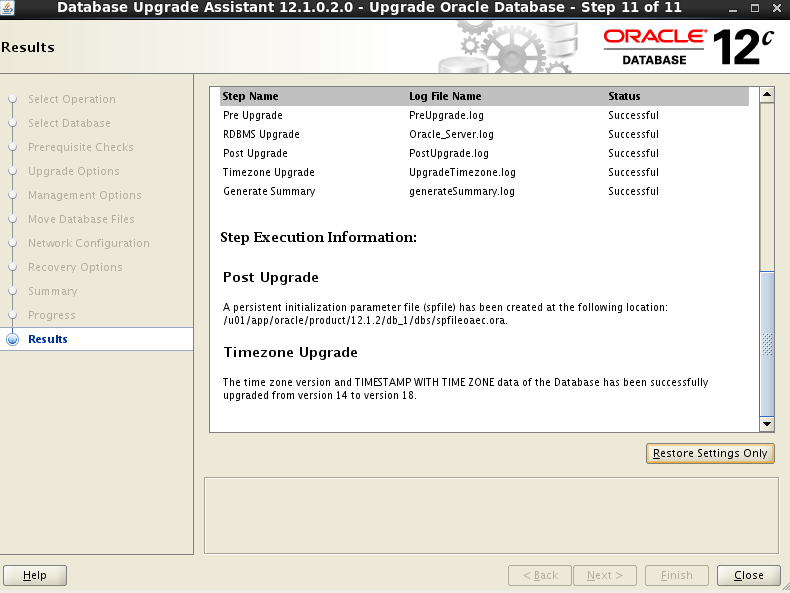 Database Upgrade Assistant 12.1.0.2.0 - Upgrade Oracle Database - Step 11 of 11
Results
ORACLE® DATABASE 12c
Select Operation
Select Database
Prerequisite Checks
Upgrade Options
Management Options
Move Database Files
Network Configuration
Recovery Options
Summary
Progress
Results
Step Name Log File Name Status
Pre Upgrade PreUpgrade.log Successful
RDBMS Upgrade Oracle_Server.log Successful
Post Upgrade PostUpgrade.log Successful
Timezone Upgrade UpgradeTimezone.log Successful
Generate Summary generateSummary.log Successful
Step Execution Information:
Post Upgrade
A persistent initialization parameter file (spfile) has been created at the following location:
/u01/app/oracle/product/12.1.2/db_1/dbs/spfileoaec.ora.
Timezone Upgrade
The time zone version and TIMESTAMP WITH TIME ZONE data of the Database has been successfully
upgraded from version 14 to version 18.
Restore Settings Only
Help
< Back
Next >
Finish
Close